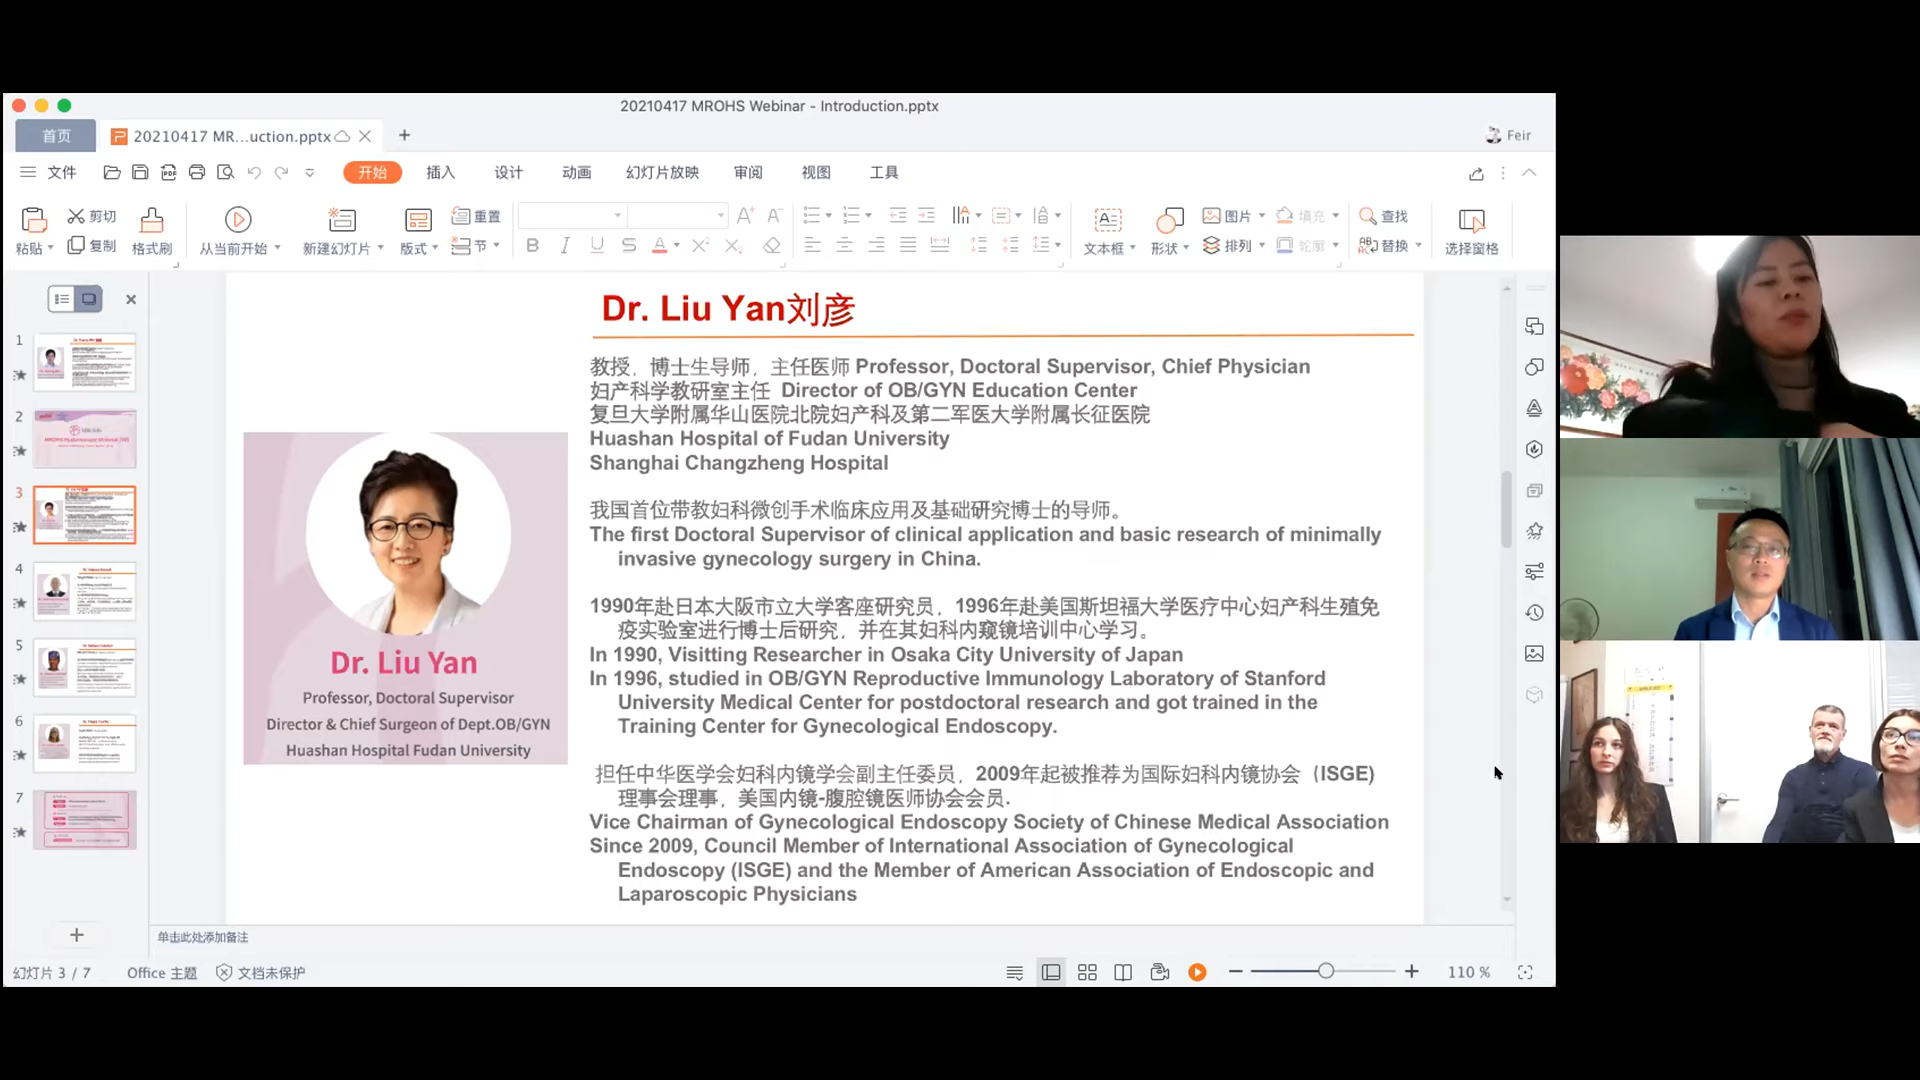 20210417 MROHS Webinar - Introduction.pptx
首页
20210417 MR...uction.pptx
Feir
文件
开始
插入
设计
动画
幻灯片放映
审阅
视图
工具
粘贴
剪切
复制
格式刷
从当前开始
新建幻灯片
版式
重置
节
文本框
形状
图片
排列
填充
轮廓
查找
替换
选择窗格
Dr. Liu Yan刘彦
教授，博士生导师，主任医师 Professor, Doctoral Supervisor, Chief Physician
妇产科学教研室主任 Director of OB/GYN Education Center
复旦大学附属华山医院北院妇产科及第二军医大学附属长征医院
Huashan Hospital of Fudan University
Shanghai Changzheng Hospital
我国首位带教妇科微创手术临床应用及基础研究博士的导师。
The first Doctoral Supervisor of clinical application and basic research of minimally
invasive gynecology surgery in China.
1990年赴日本大阪市立大学客座研究员，1996年赴美国斯坦福大学医疗中心妇产科生殖免
疫实验室进行博士后研究，并在其妇科内窥镜培训中心学习。
In 1990, Visitting Researcher in Osaka City University of Japan
In 1996, studied in OB/GYN Reproductive Immunology Laboratory of Stanford
University Medical Center for postdoctoral research and got trained in the
Training Center for Gynecological Endoscopy.
担任中华医学会妇科内镜学会副主任委员，2009年起被推荐为国际妇科内镜协会（ISGE)
理事会理事，美国内镜-腹腔镜医师协会会员.
Vice Chairman of Gynecological Endoscopy Society of Chinese Medical Association
Since 2009, Council Member of International Association of Gynecological
Endoscopy (ISGE) and the Member of American Association of Endoscopic and
Laparoscopic Physicians
Dr. Liu Yan
Professor, Doctoral Supervisor
Director & Chief Surgeon of Dept.OB/GYN
Huashan Hospital Fudan University
1
2
3
4
5
6
7
单击此处添加备注
幻灯片 3 / 7
Office 主题
文档未保护
110 %